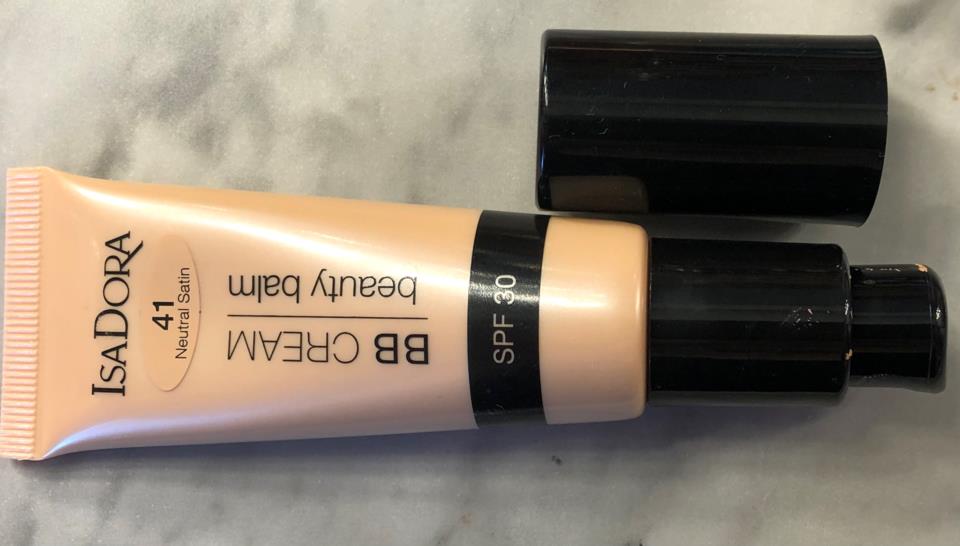 IsaDora
41
Neutral Satin
BB CREAM
beauty balm
SPF 30